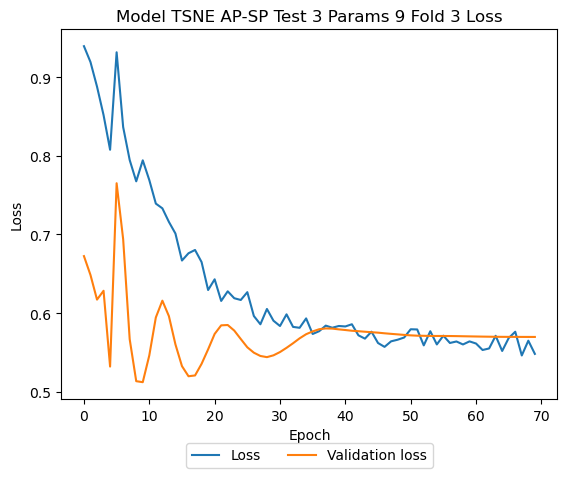 Model TSNE AP-SP Test 3 Params 9 Fold 3 Loss
Loss
0.9
0.8
0.7
0.6
0.5
0 10 20 30 40 50 60 70
Epoch
Loss Validation loss